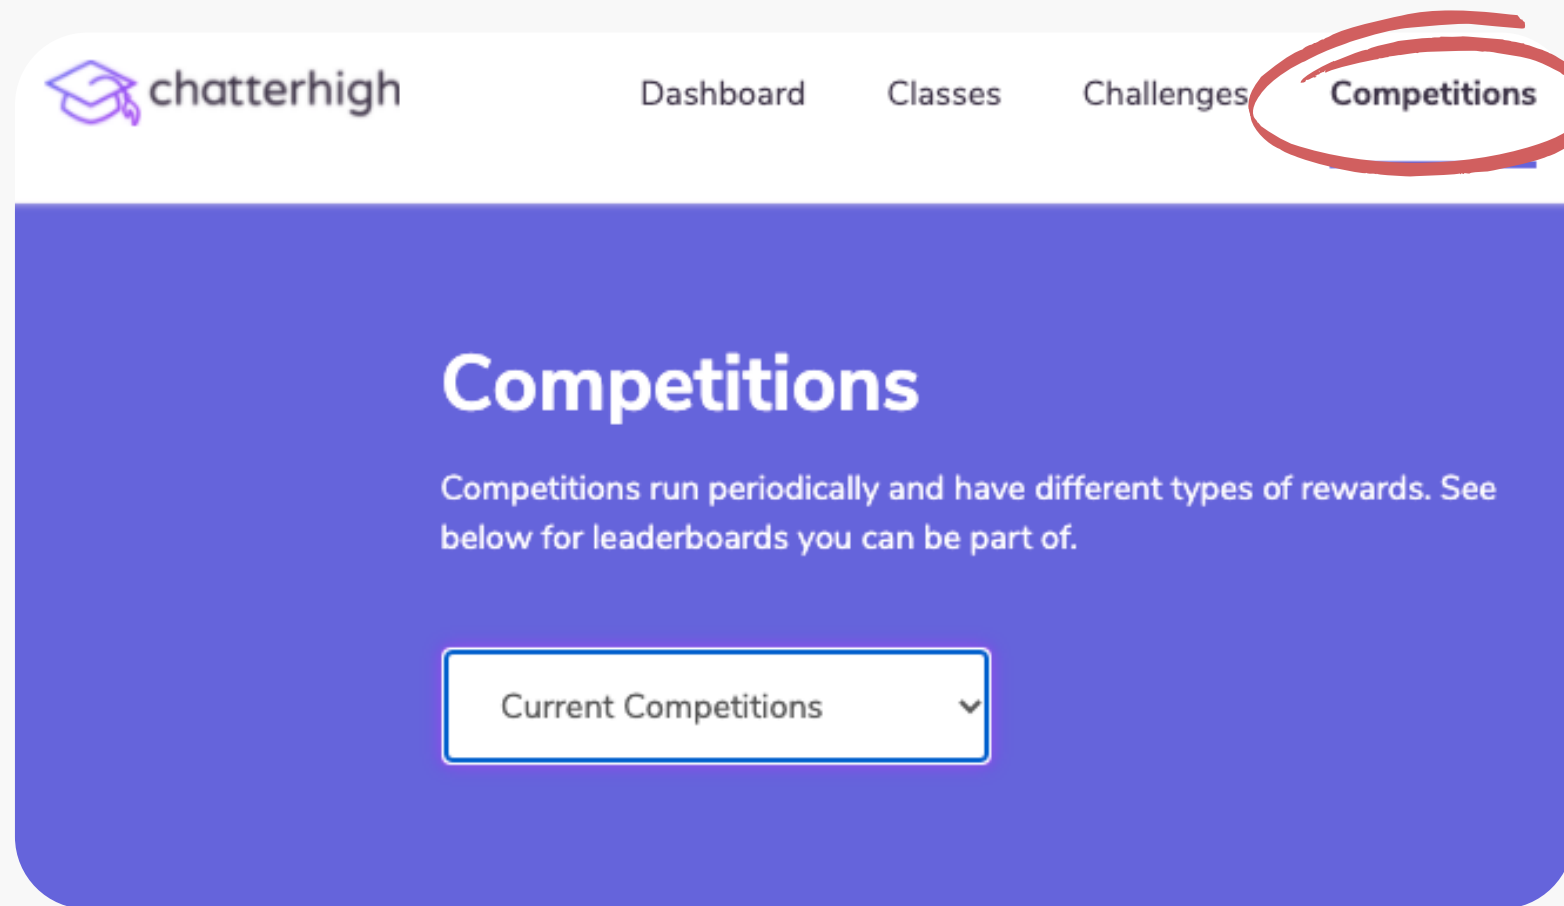 chatterhigh
Dashboard Classes Challenges Competitions
Competitions
Competitions run periodically and have different types of rewards. See
below for leaderboards you can be part of.
Current Competitions